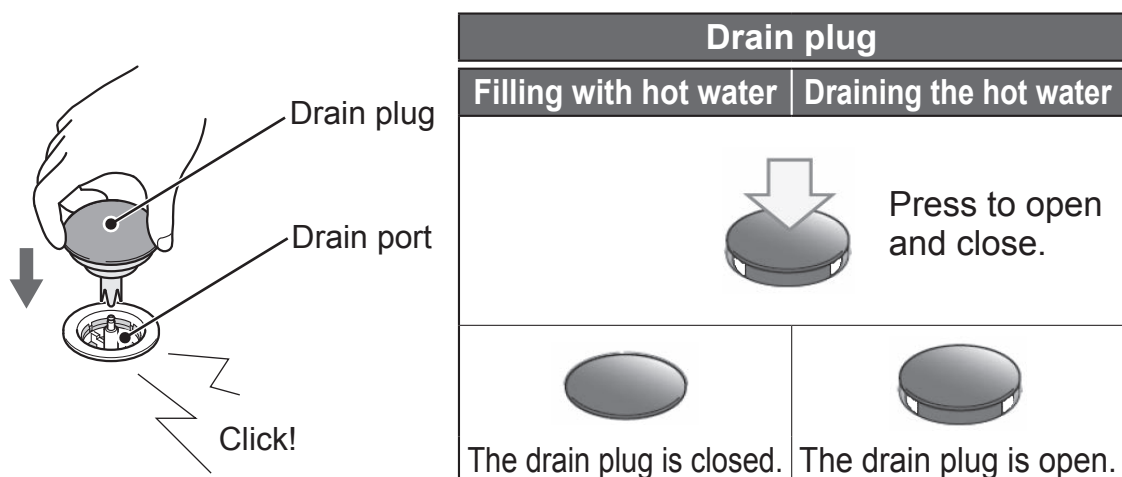 Drain plug
Drain port
Click!
Drain plug
Filling with hot water
Draining the hot water
Press to open
and close.
The drain plug is closed.
The drain plug is open.